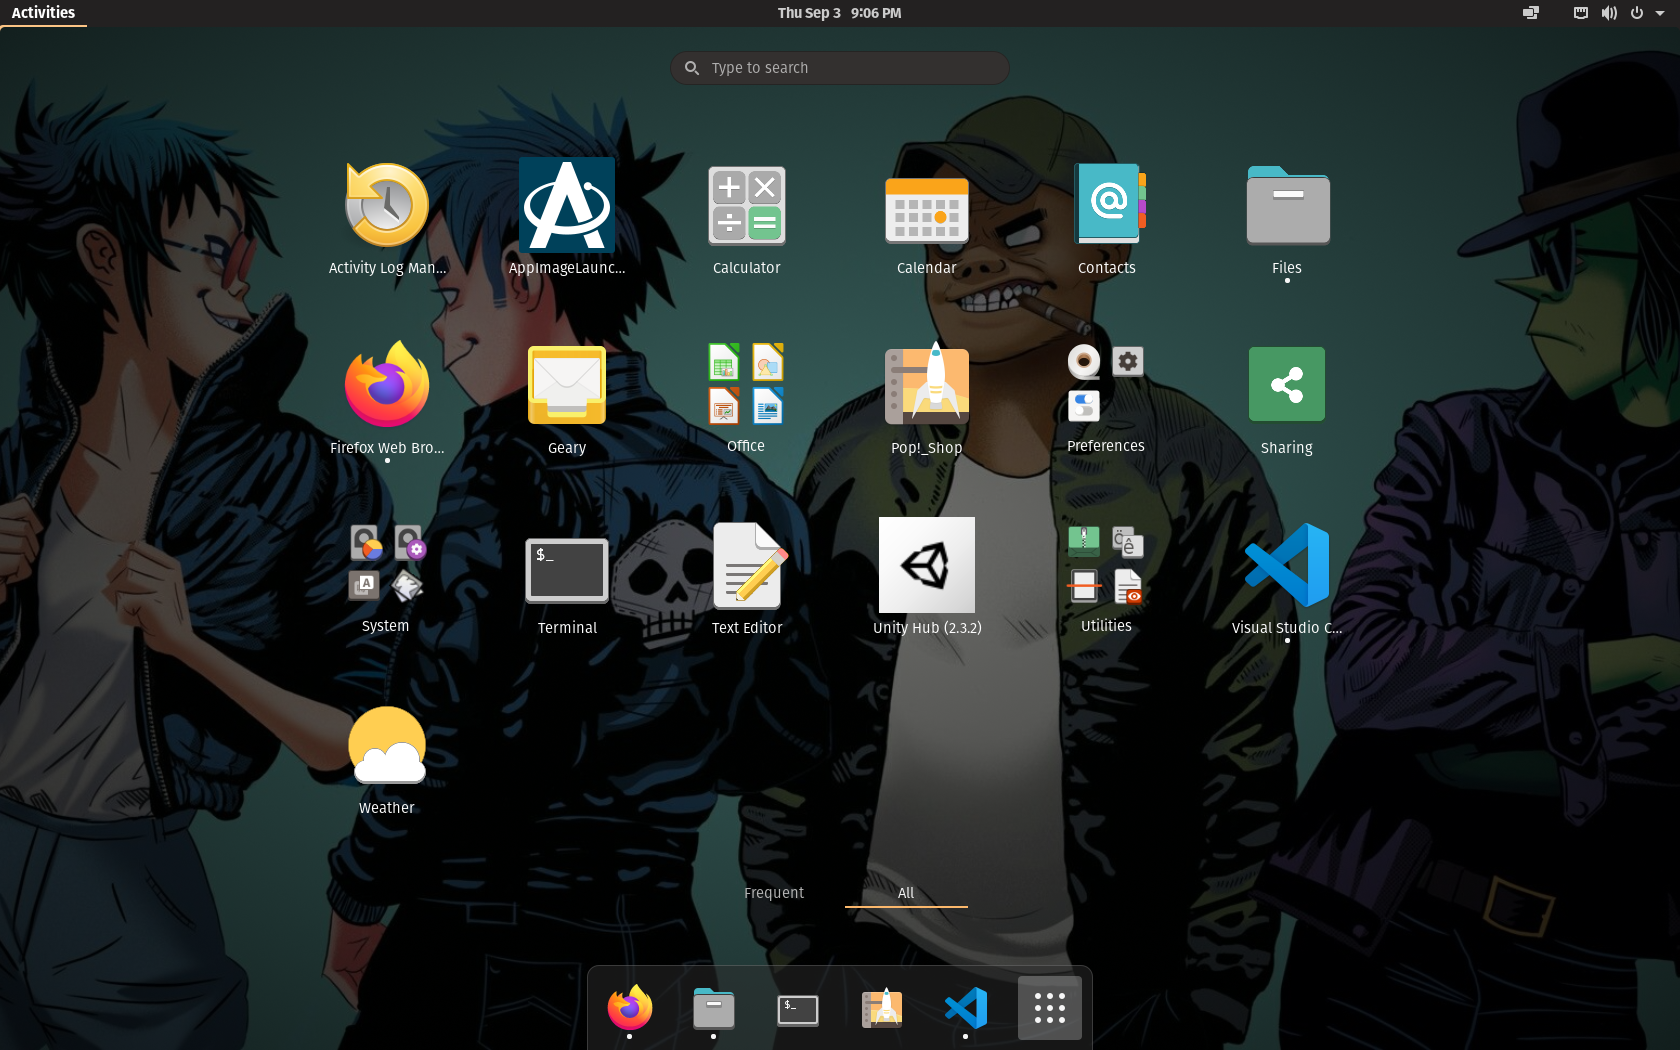 Activities
Thu Sep 3 9:06 PM
Type to search
Activity Log Man...
AppImageLaunc...
Calculator
Calendar
Contacts
Files
Firefox Web Bro...
Geary
Office
Pop!_Shop
Preferences
Sharing
$_
System
Terminal
Text Editor
Unity Hub (2.3.2)
Utilities
Visual Studio C...
Weather
Frequent
All
$_